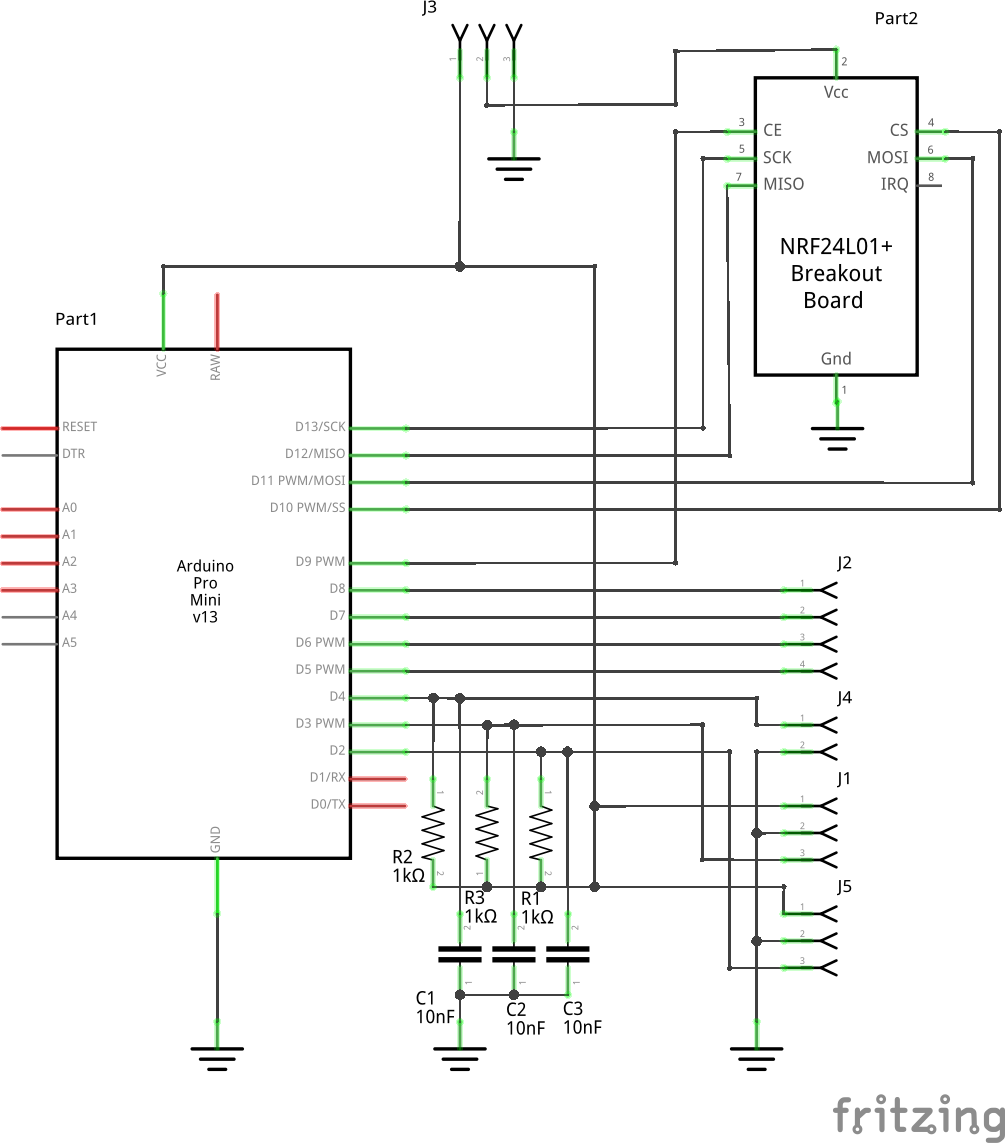 J3
1
2
3
Part2
2
Vcc
3
CE
CS
4
5
SCK
MOSI
6
7
MISO
IRQ
8
NRF24L01+
Breakout
Board
Gnd
1
Part1
VCC
RAW
RESET
D13/SCK
DTR
D12/MISO
D11 PWM/MOSI
A0
D10 PWM/SS
A1
A2
D9 PWM
Arduino
Pro
Mini
v13
A3
D8
A4
D7
A5
D6 PWM
D5 PWM
D4
D3 PWM
D2
D1/RX
D0/TX
GND
J2
1
2
3
4
J4
1
2
J1
1
2
3
J5
1
2
3
1
2
1
R2
1kΩ
2
1
2
R3
1kΩ
R1
1kΩ
2
2
2
1
1
1
C1
10nF
C2
10nF
C3
10nF
fritzing